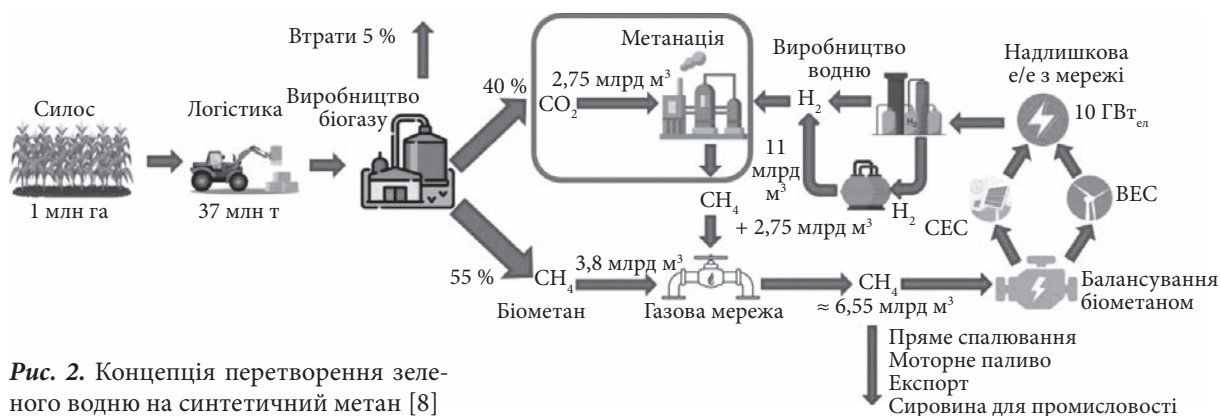 Втрати 5 %
Силос
1 млн га
Логістика
37 млн т
Виробництво
біогазу
40 %
CO2
2,75 млрд м³
Метанація
Виробництво
водню
H2
H2
H2
11
млрд
м³
Надлишкова
е/е з мережі
10 ГВтел
СЕС
ВЕС
CH4
+ 2,75 млрд м³
55 %
CH4
Біометан
3,8 млрд м³
Газова мережа
CH4
≈ 6,55 млрд м³
Балансування
біометаном
Пряме спалювання
Моторне паливо
Експорт
Сировина для промисловості
Рис. 2. Концепція перетворення зеле-
ного водню на синтетичний метан [8]